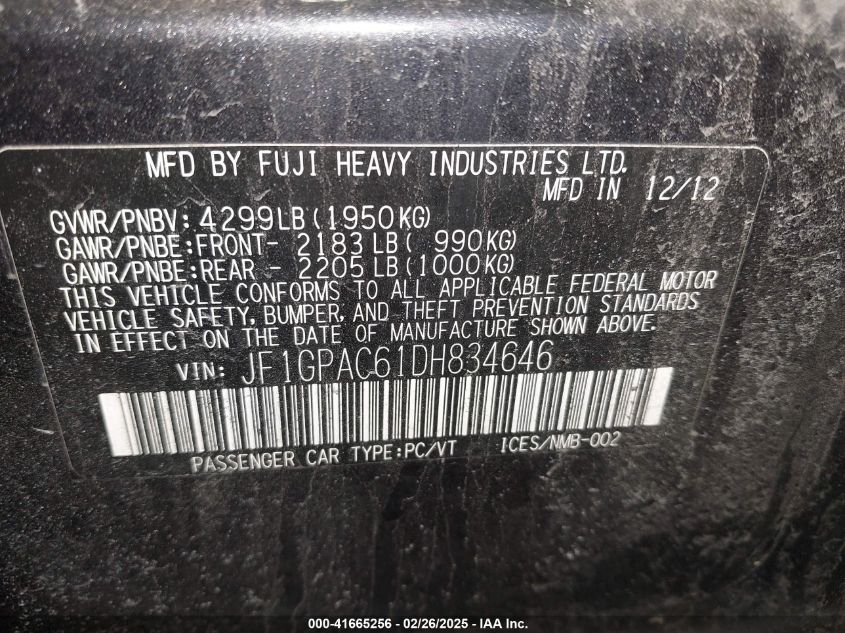 MFD BY FUJI HEAVY INDUSTRIES LTD.
MFD IN 12/12
GVWR/PNBV: 4299LB (1950KG)
GAWR/PNBE:FRONT- 2183 LB ( 990KG)
GAWR/PNBE:REAR - 2205 LB (1000KG)
THIS VEHICLE CONFORMS TO ALL APPLICABLE FEDERAL MOTOR
VEHICLE SAFETY, BUMPER, AND THEFT PREVENTION STANDARDS
IN EFFECT ON THE DATE OF MANUFACTURE SHOWN ABOVE.
VIN: JF1GPAC61DH834646
PASSENGER CAR TYPE:PC/VT ICES/NMB-002
000-41665256 - 02/26/2025 - IAA Inc.